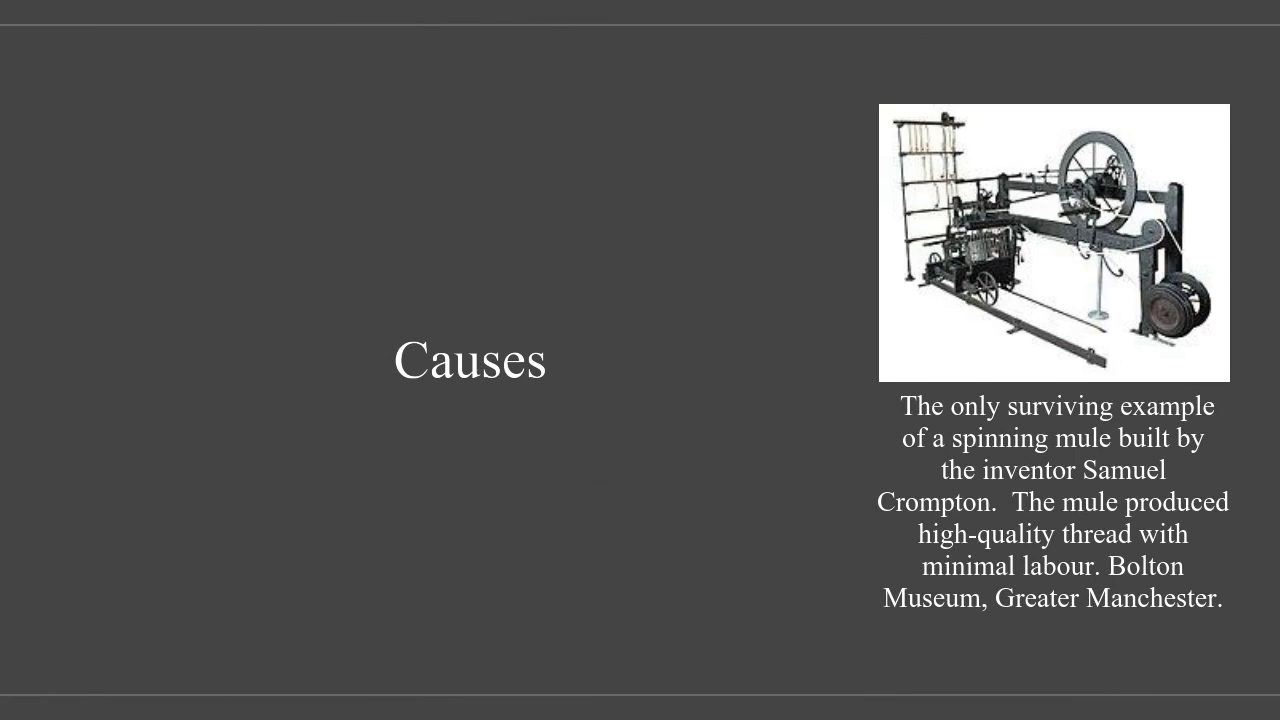 Causes
The only surviving example
of a spinning mule built by
the inventor Samuel
Crompton.  The mule produced
high-quality thread with
minimal labour. Bolton
Museum, Greater Manchester.